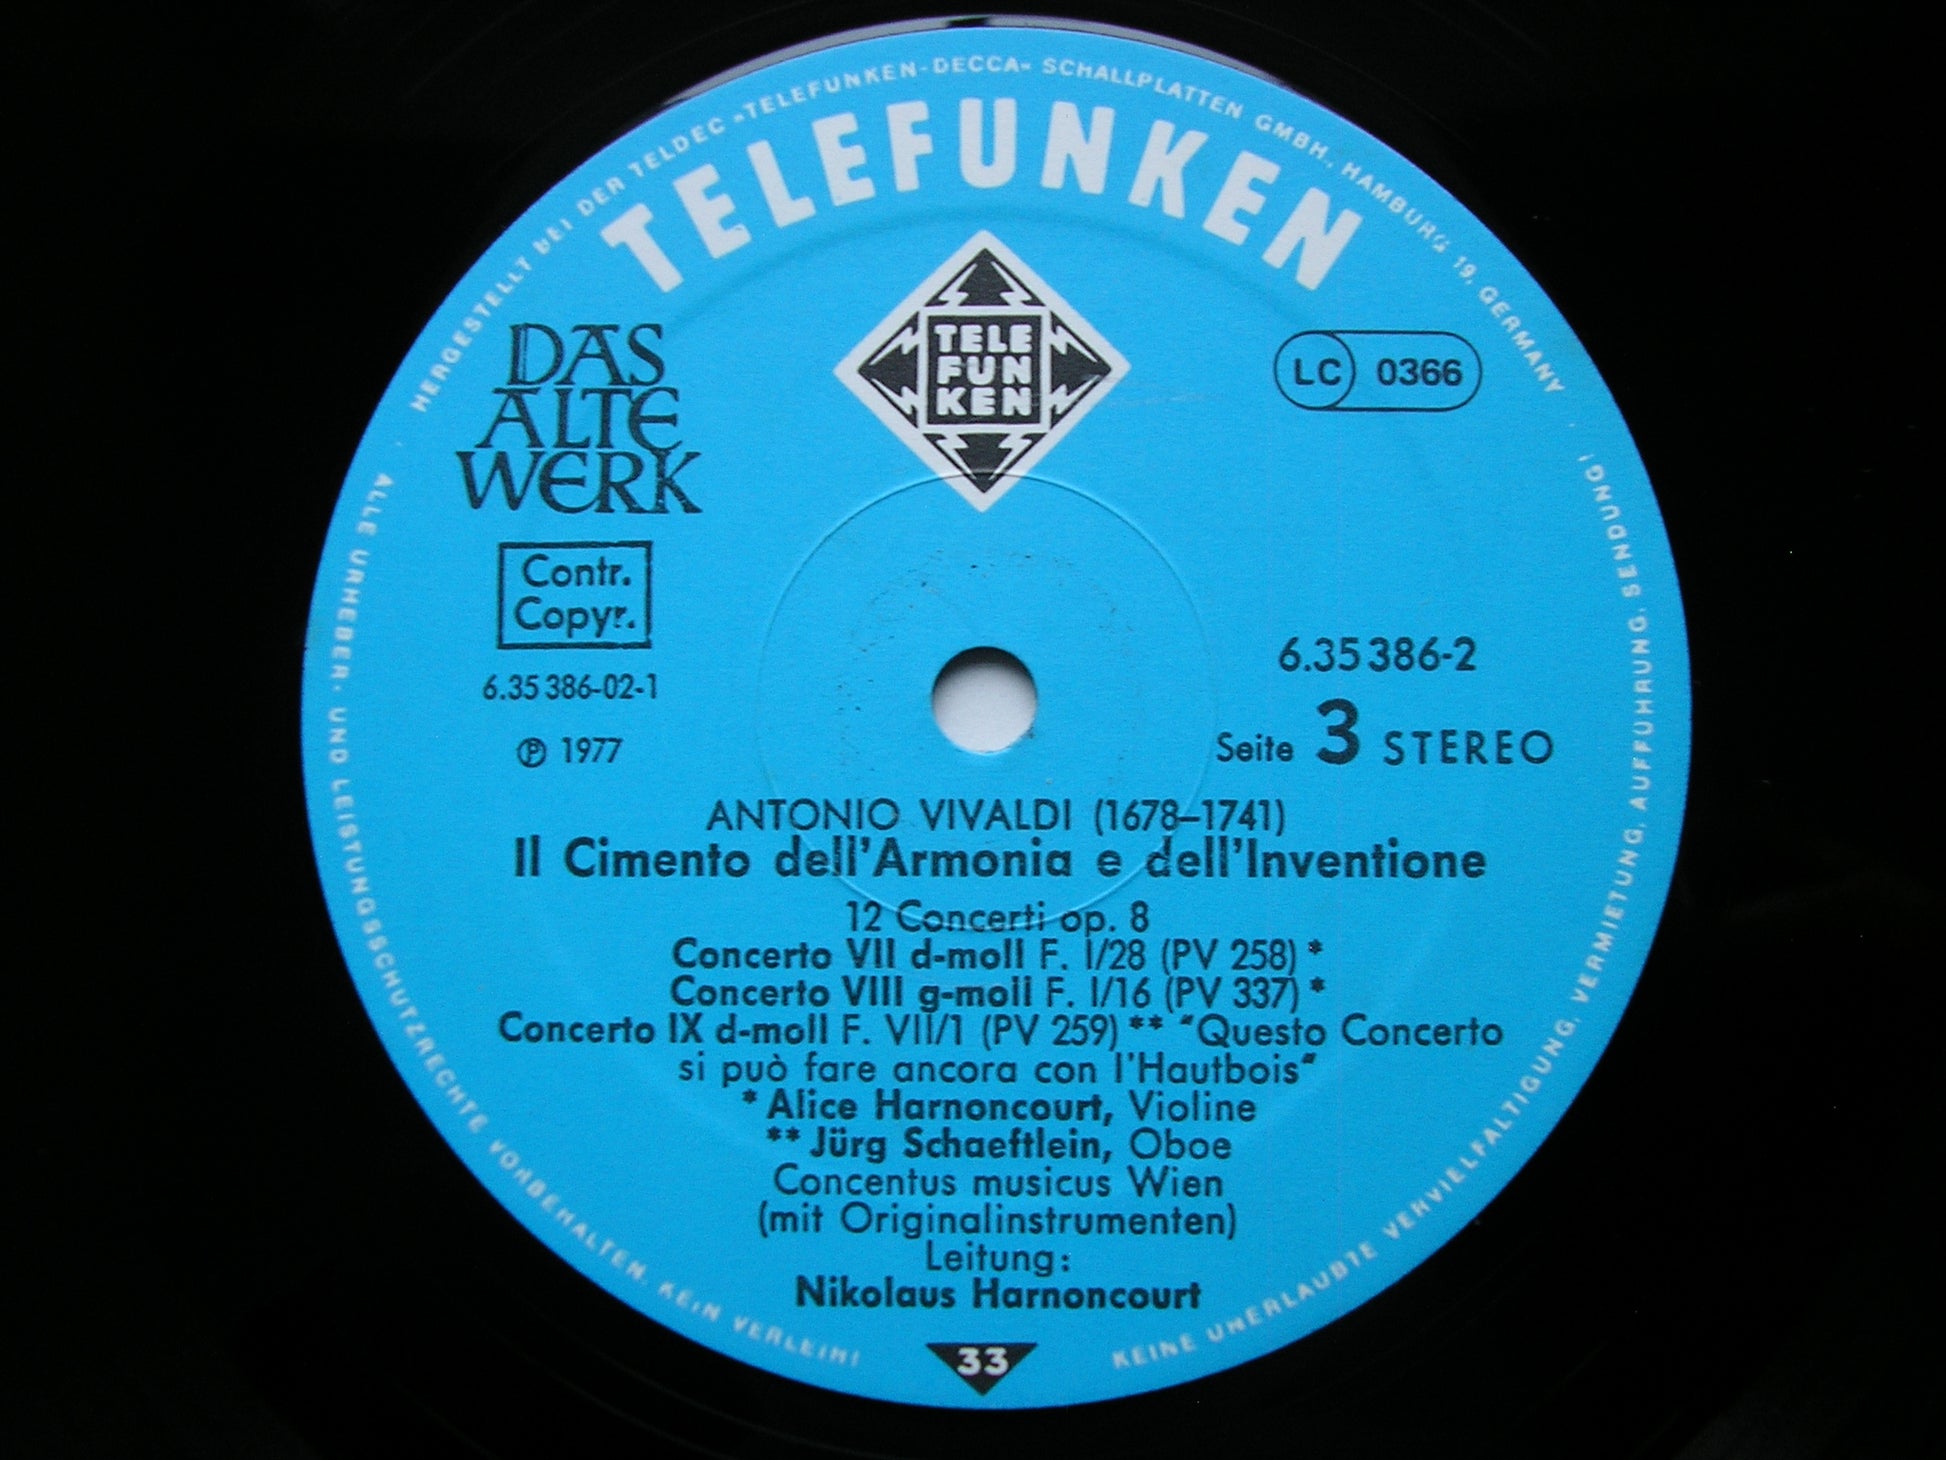 HERGESTELLT BEI DER TELDEC »TELEFUNKEN-DECCA« SCHALLPLATTEN GMBH., HAMBURG 19, GERMANY ·
TELEFUNKEN
TELE
FUN
KEN
DAS
ALTE
WERK
LC 0366
Contr.
Copyr.
6.35 386-02-1
℗ 1977
6.35 386-2
Seite 3 STEREO
ANTONIO VIVALDI (1678–1741)
Il Cimento dell'Armonia e dell'Inventione
12 Concerti op. 8
Concerto VII d-moll F. I/28 (PV 258) *
Concerto VIII g-moll F. I/16 (PV 337) *
Concerto IX d-moll F. VII/1 (PV 259) ** "Questo Concerto
si può fare ancora con l'Hautbois"
* Alice Harnoncourt, Violine
** Jürg Schaeftlein, Oboe
Concentus musicus Wien
(mit Originalinstrumenten)
Leitung:
Nikolaus Harnoncourt
33
· ALLE URHEBER- UND LEISTUNGSSCHUTZRECHTE VORBEHALTEN. KEIN VERLEIH!
KEINE UNERLAUBTE VERVIELFÄLTIGUNG, VERMIETUNG, AUFFÜHRUNG, SENDUNG!